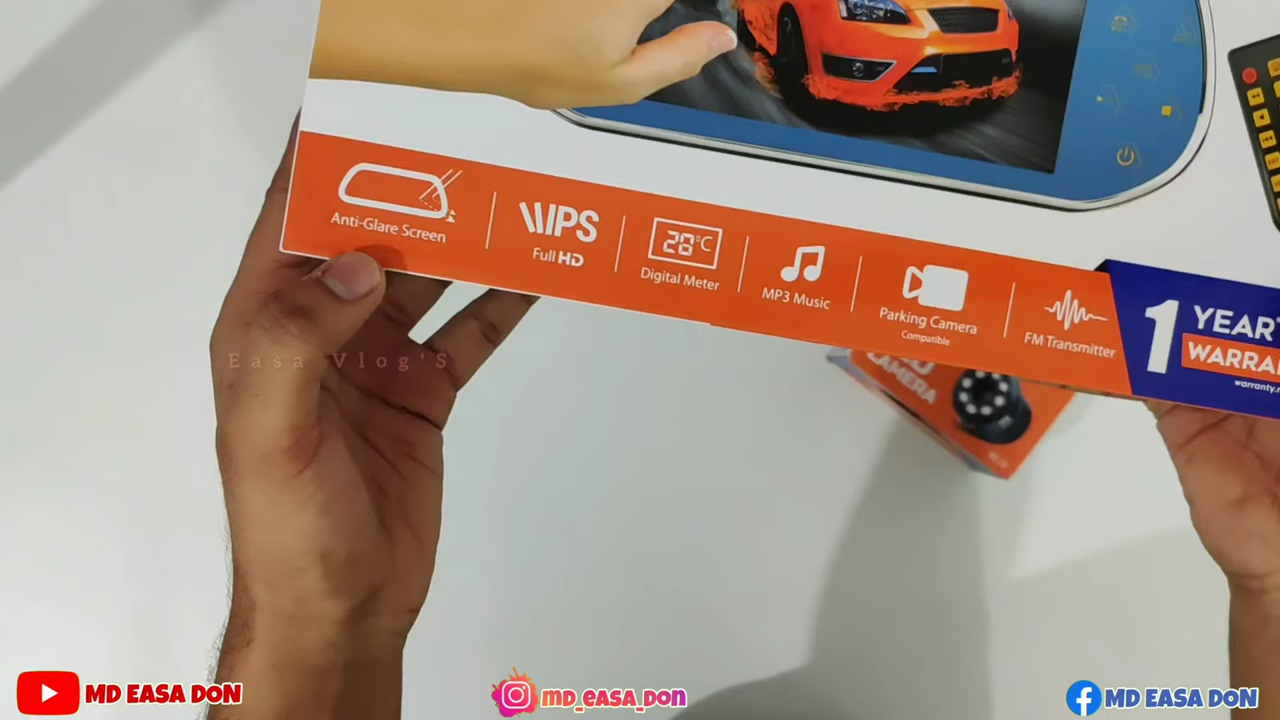 Anti-Glare Screen
IPS
Full HD
28°C
Digital Meter
MP3 Music
Parking Camera
Compatible
FM Transmitter
1 YEAR
CAMERA
Easa Vlog'S
MD EASA DON
md_easa_don
MD EASA DON